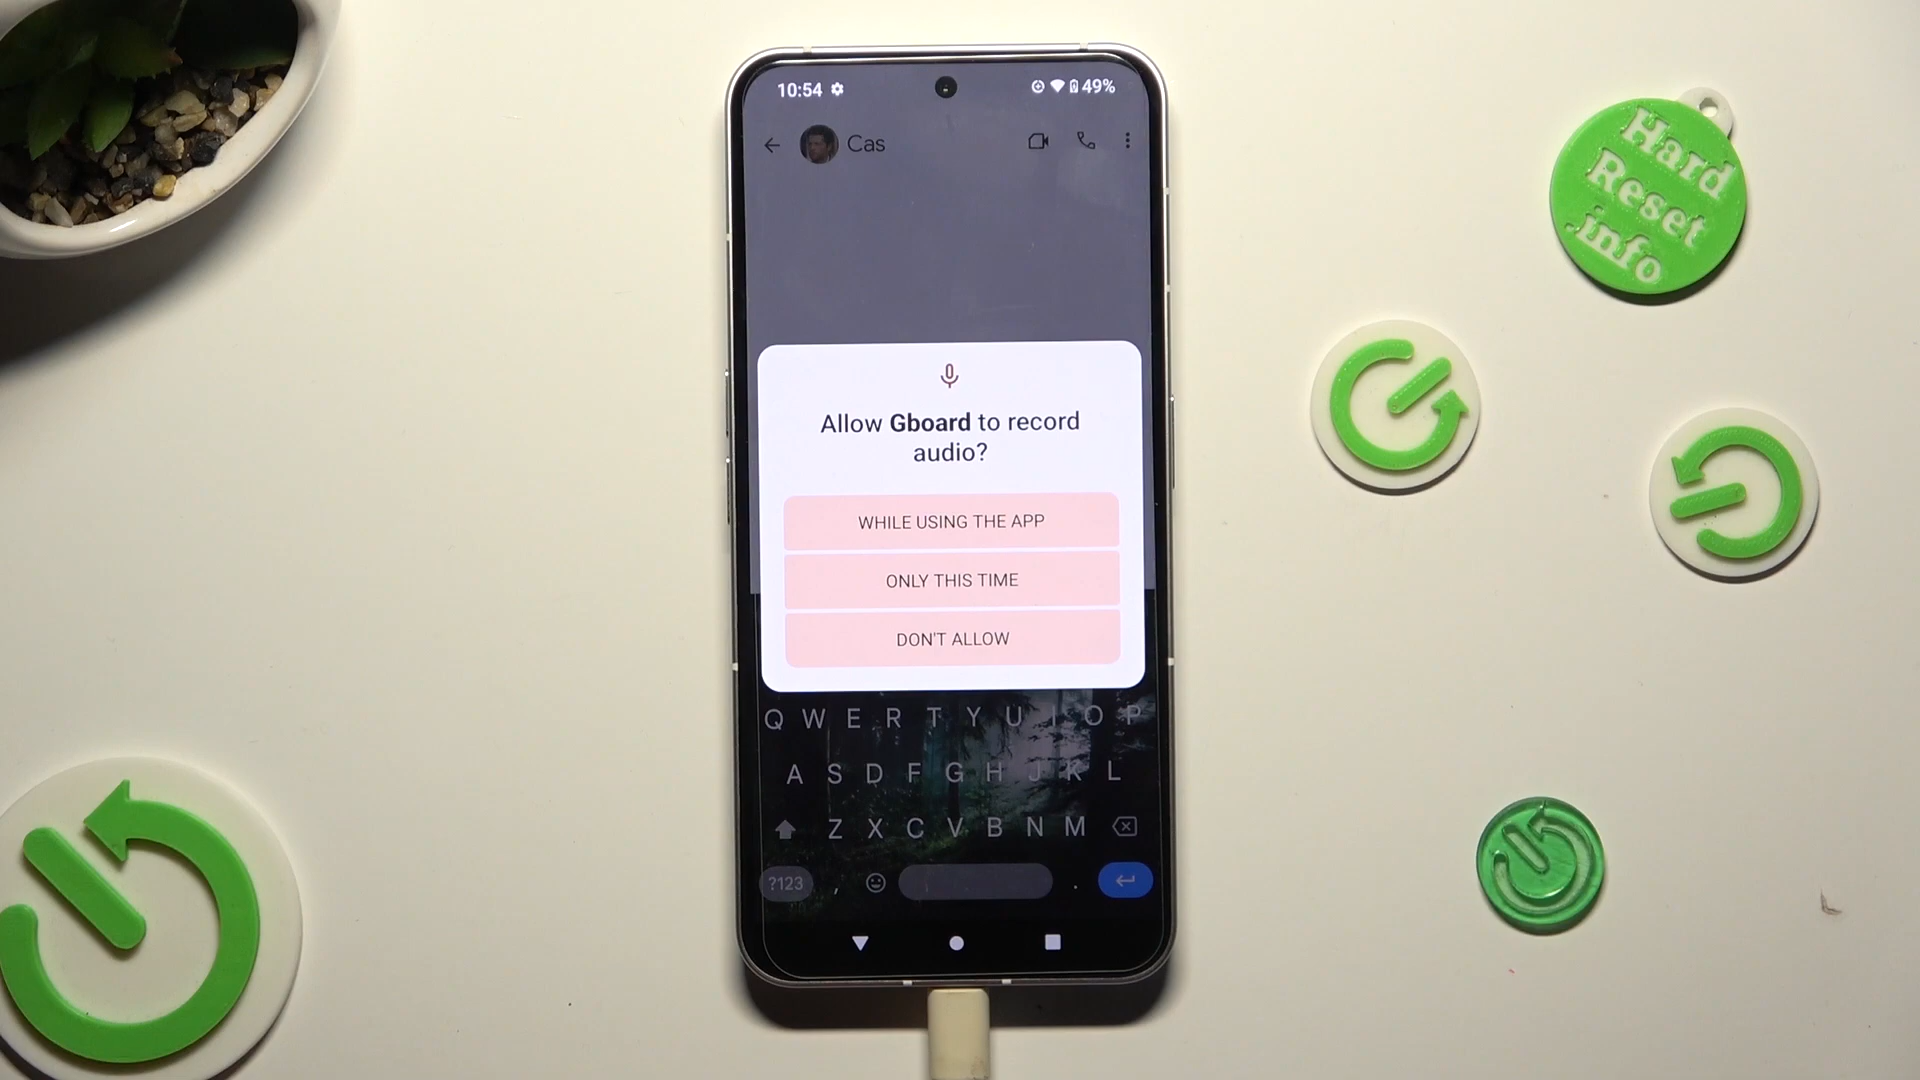 10:54
49%
Cas
Allow Gboard to record
audio?
WHILE USING THE APP
ONLY THIS TIME
DON'T ALLOW
Q W E R T Y U I O P
A S D F G H J K L
Z X C V B N M
?123 , .
Hard
Reset
.info